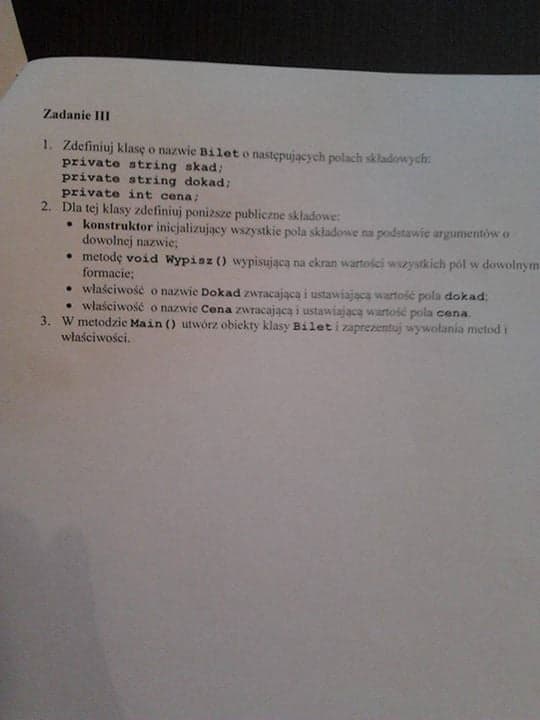 Zadanie III
1. Zdefiniuj klasę o nazwie Bilet o następujących polach składowych:
private string skad;
private string dokad;
private int cena;
2. Dla tej klasy zdefiniuj poniższe publiczne składowe:
• konstruktor inicjalizujący wszystkie pola składowe na podstawie argumentów o
dowolnej nazwie;
• metodę void Wypisz() wypisującą na ekran wartości wszystkich pól w dowolnym
formacie;
• właściwość o nazwie Dokad zwracającą i ustawiającą wartość pola dokad;
• właściwość o nazwie Cena zwracającą i ustawiającą wartość pola cena.
3. W metodzie Main() utwórz obiekty klasy Bilet i zaprezentuj wywołania metod i
właściwości.